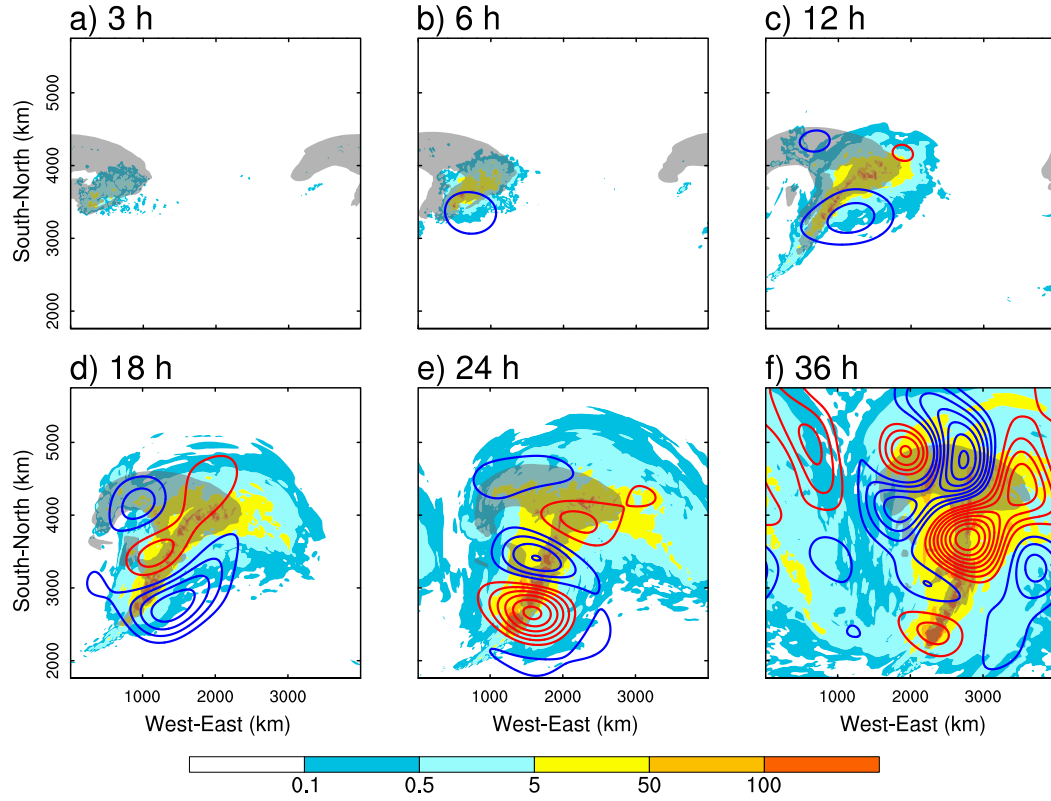 a) 3 h
b) 6 h
c) 12 h
South-North (km)
5000
4000
3000
2000
d) 18 h
e) 24 h
f) 36 h
South-North (km)
5000
4000
3000
2000
1000 2000 3000
1000 2000 3000
1000 2000 3000
West-East (km)
West-East (km)
West-East (km)
0.1 0.5 5 50 100